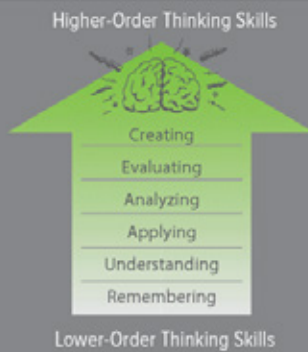 Higher-Order Thinking Skills
Creating
Evaluating
Analyzing
Applying
Understanding
Remembering
Lower-Order Thinking Skills